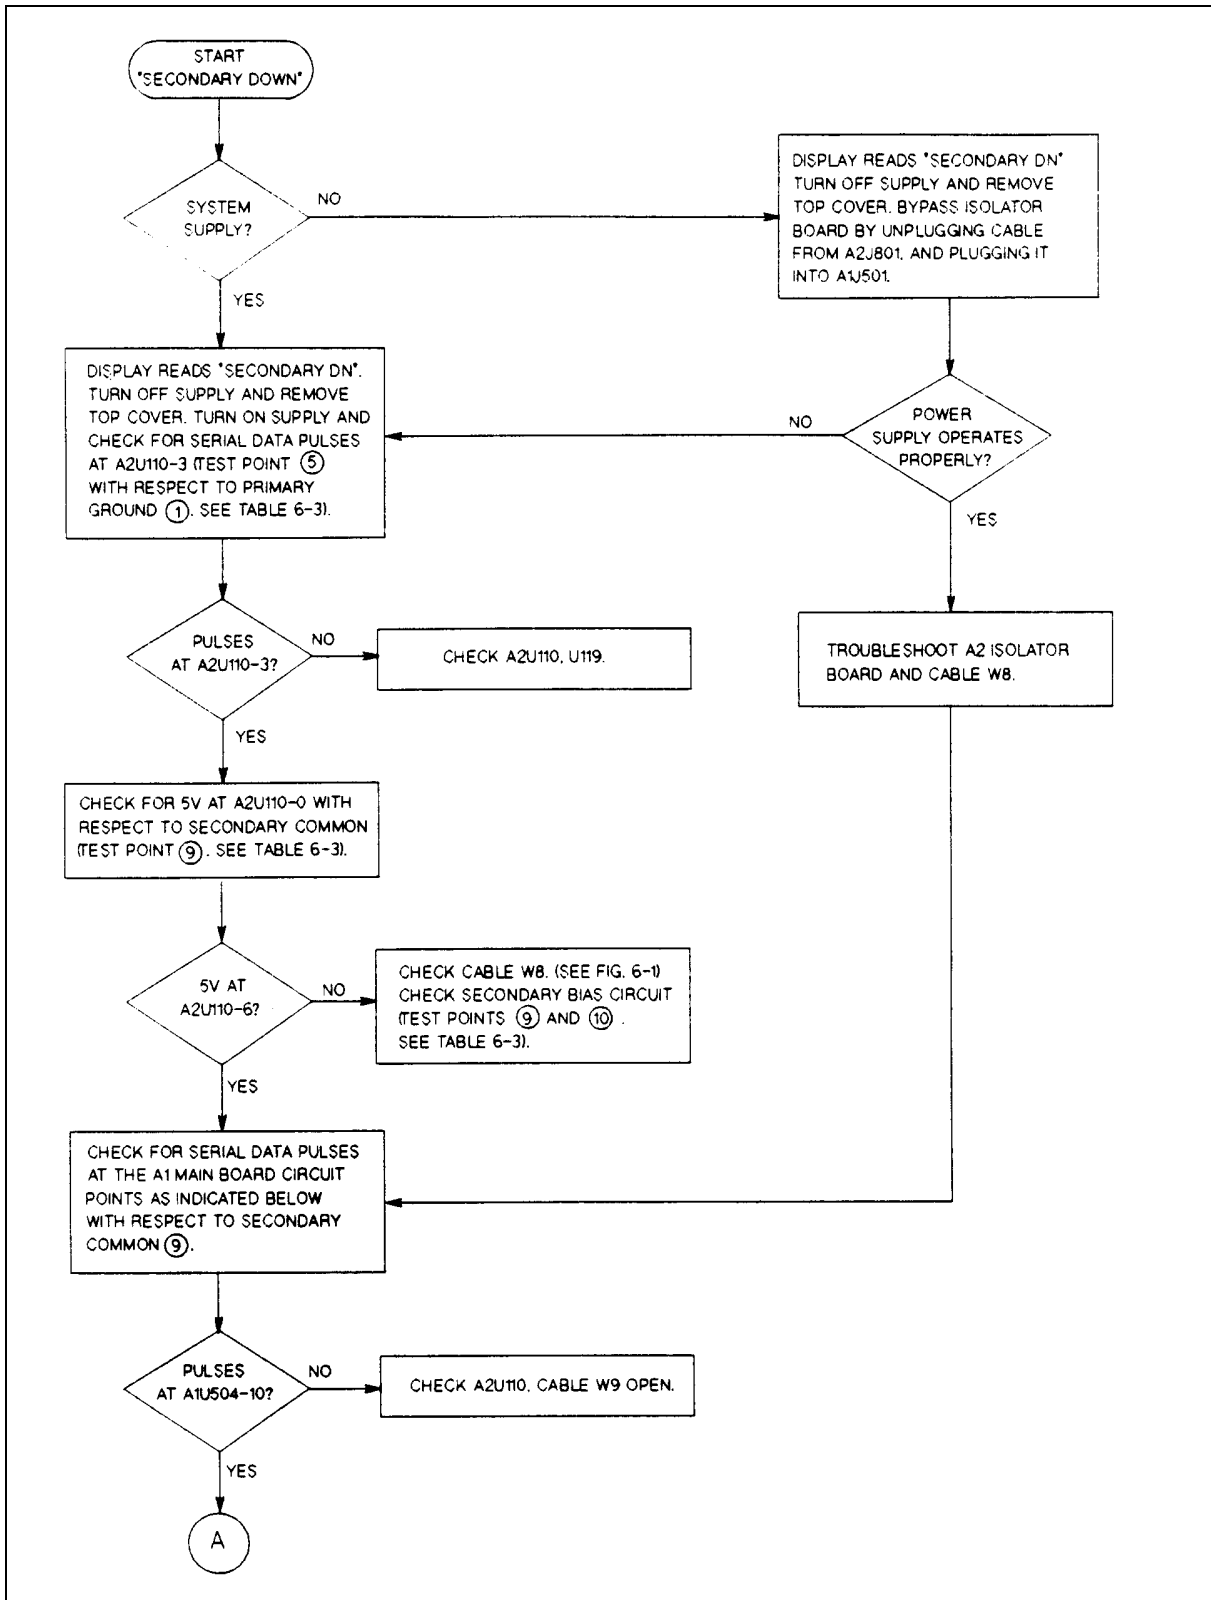 START
"SECONDARY DOWN"
SYSTEM
SUPPLY?
NO
YES
DISPLAY READS "SECONDARY DN"
TURN OFF SUPPLY AND REMOVE
TOP COVER. BYPASS ISOLATOR
BOARD BY UNPLUGGING CABLE
FROM A2J801, AND PLUGGING IT
INTO A1J501.
DISPLAY READS "SECONDARY DN".
TURN OFF SUPPLY AND REMOVE
TOP COVER. TURN ON SUPPLY AND
CHECK FOR SERIAL DATA PULSES
AT A2U110-3 (TEST POINT 5
WITH RESPECT TO PRIMARY
GROUND 1. SEE TABLE 6-3).
NO
POWER
SUPPLY OPERATES
PROPERLY?
YES
PULSES
AT A2U110-3?
NO
YES
CHECK A2U110, U119.
TROUBLESHOOT A2 ISOLATOR
BOARD AND CABLE W8.
CHECK FOR 5V AT A2U110-0 WITH
RESPECT TO SECONDARY COMMON
(TEST POINT 9. SEE TABLE 6-3).
5V AT
A2U110-6?
NO
YES
CHECK CABLE W8. (SEE FIG. 6-1)
CHECK SECONDARY BIAS CIRCUIT
(TEST POINTS 9 AND 10.
SEE TABLE 6-3).
CHECK FOR SERIAL DATA PULSES
AT THE A1 MAIN BOARD CIRCUIT
POINTS AS INDICATED BELOW
WITH RESPECT TO SECONDARY
COMMON 9.
PULSES
AT A1U504-10?
NO
YES
CHECK A2U110, CABLE W9 OPEN.
A